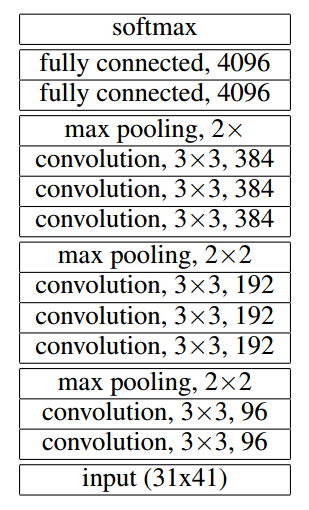 softmax
fully connected, 4096
fully connected, 4096
max pooling, 2×
convolution, 3×3, 384
convolution, 3×3, 384
convolution, 3×3, 384
max pooling, 2×2
convolution, 3×3, 192
convolution, 3×3, 192
convolution, 3×3, 192
max pooling, 2×2
convolution, 3×3, 96
convolution, 3×3, 96
input (31x41)